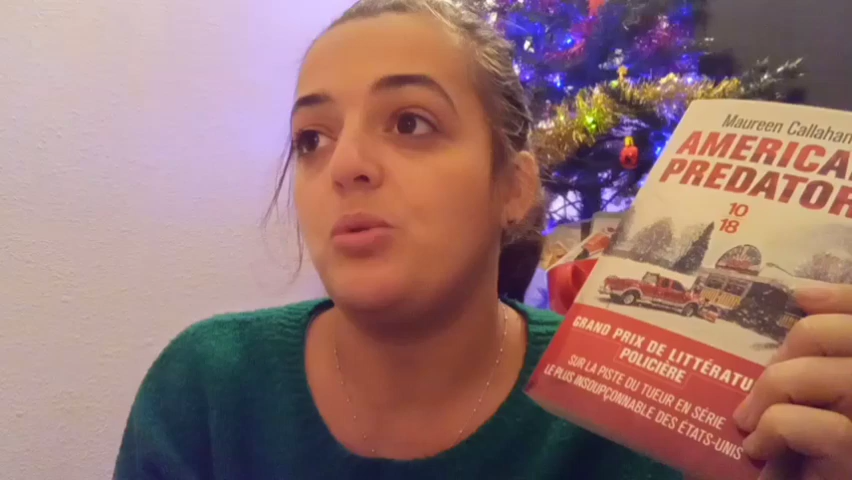 Maureen Callahan
AMERICAN
PREDATOR
10
18
GRAND PRIX DE LITTÉRATU
POLICIÈRE
SUR LA PISTE DU TUEUR EN SÉRIE
LE PLUS INSOUPÇONNABLE DES ÉTATS-UNIS